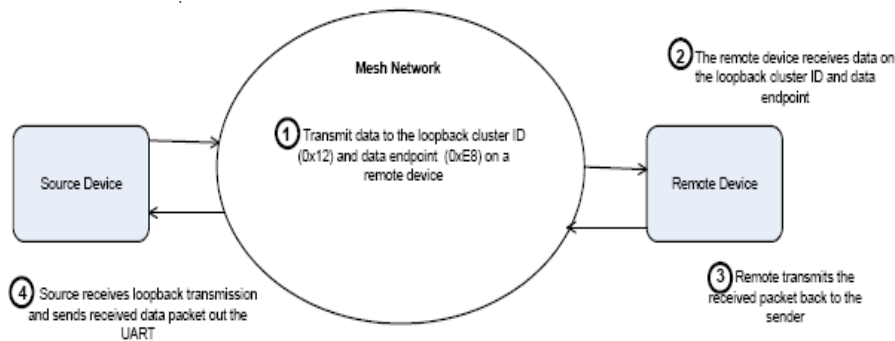 Mesh Network
2 The remote device receives data on
the loopback cluster ID and data
endpoint
1 Transmit data to the loopback cluster ID
(0x12) and data endpoint (0xE8) on a
remote device
Source Device
Remote Device
4 Source receives loopback transmission
and sends received data packet out the
UART
3 Remote transmits the
received packet back to the
sender